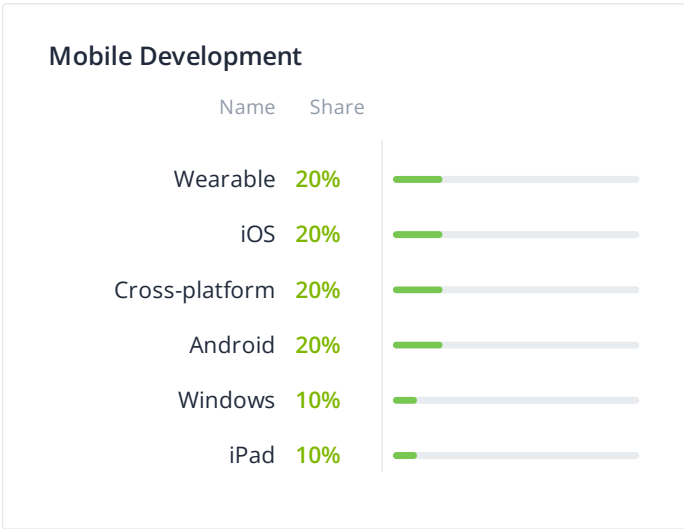 Mobile Development
Name Share
Wearable 20%
iOS 20%
Cross-platform 20%
Android 20%
Windows 10%
iPad 10%